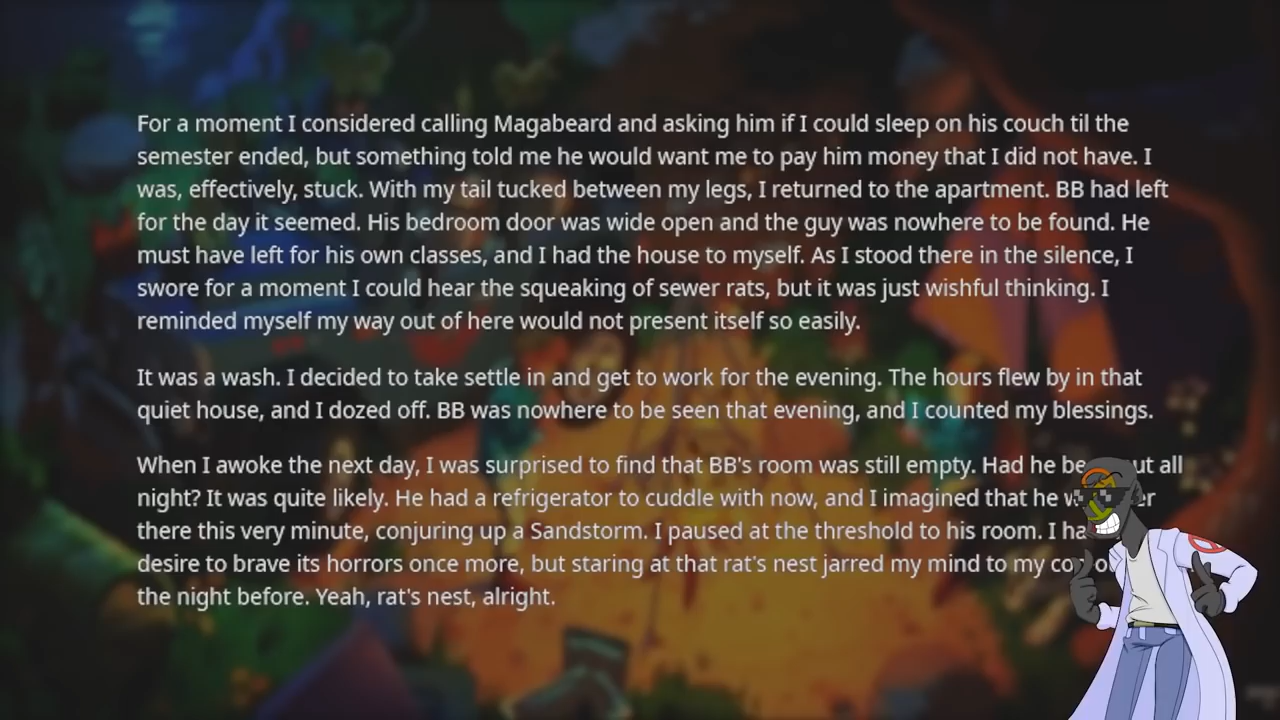 For a moment I considered calling Magabeard and asking him if I could sleep on his couch til the
semester ended, but something told me he would want me to pay him money that I did not have. I
was, effectively, stuck. With my tail tucked between my legs, I returned to the apartment. BB had left
for the day it seemed. His bedroom door was wide open and the guy was nowhere to be found. He
must have left for his own classes, and I had the house to myself. As I stood there in the silence, I
swore for a moment I could hear the squeaking of sewer rats, but it was just wishful thinking. I
reminded myself my way out of here would not present itself so easily.
It was a wash. I decided to take settle in and get to work for the evening. The hours flew by in that
quiet house, and I dozed off. BB was nowhere to be seen that evening, and I counted my blessings.
When I awoke the next day, I was surprised to find that BB's room was still empty. Had he all
night? It was quite likely. He had a refrigerator to cuddle with now, and I imagined that he
there this very minute, conjuring up a Sandstorm. I paused at the threshold to his room. I
desire to brave its horrors once more, but staring at that rat's nest jarred my mind to my
the night before. Yeah, rat's nest, alright.